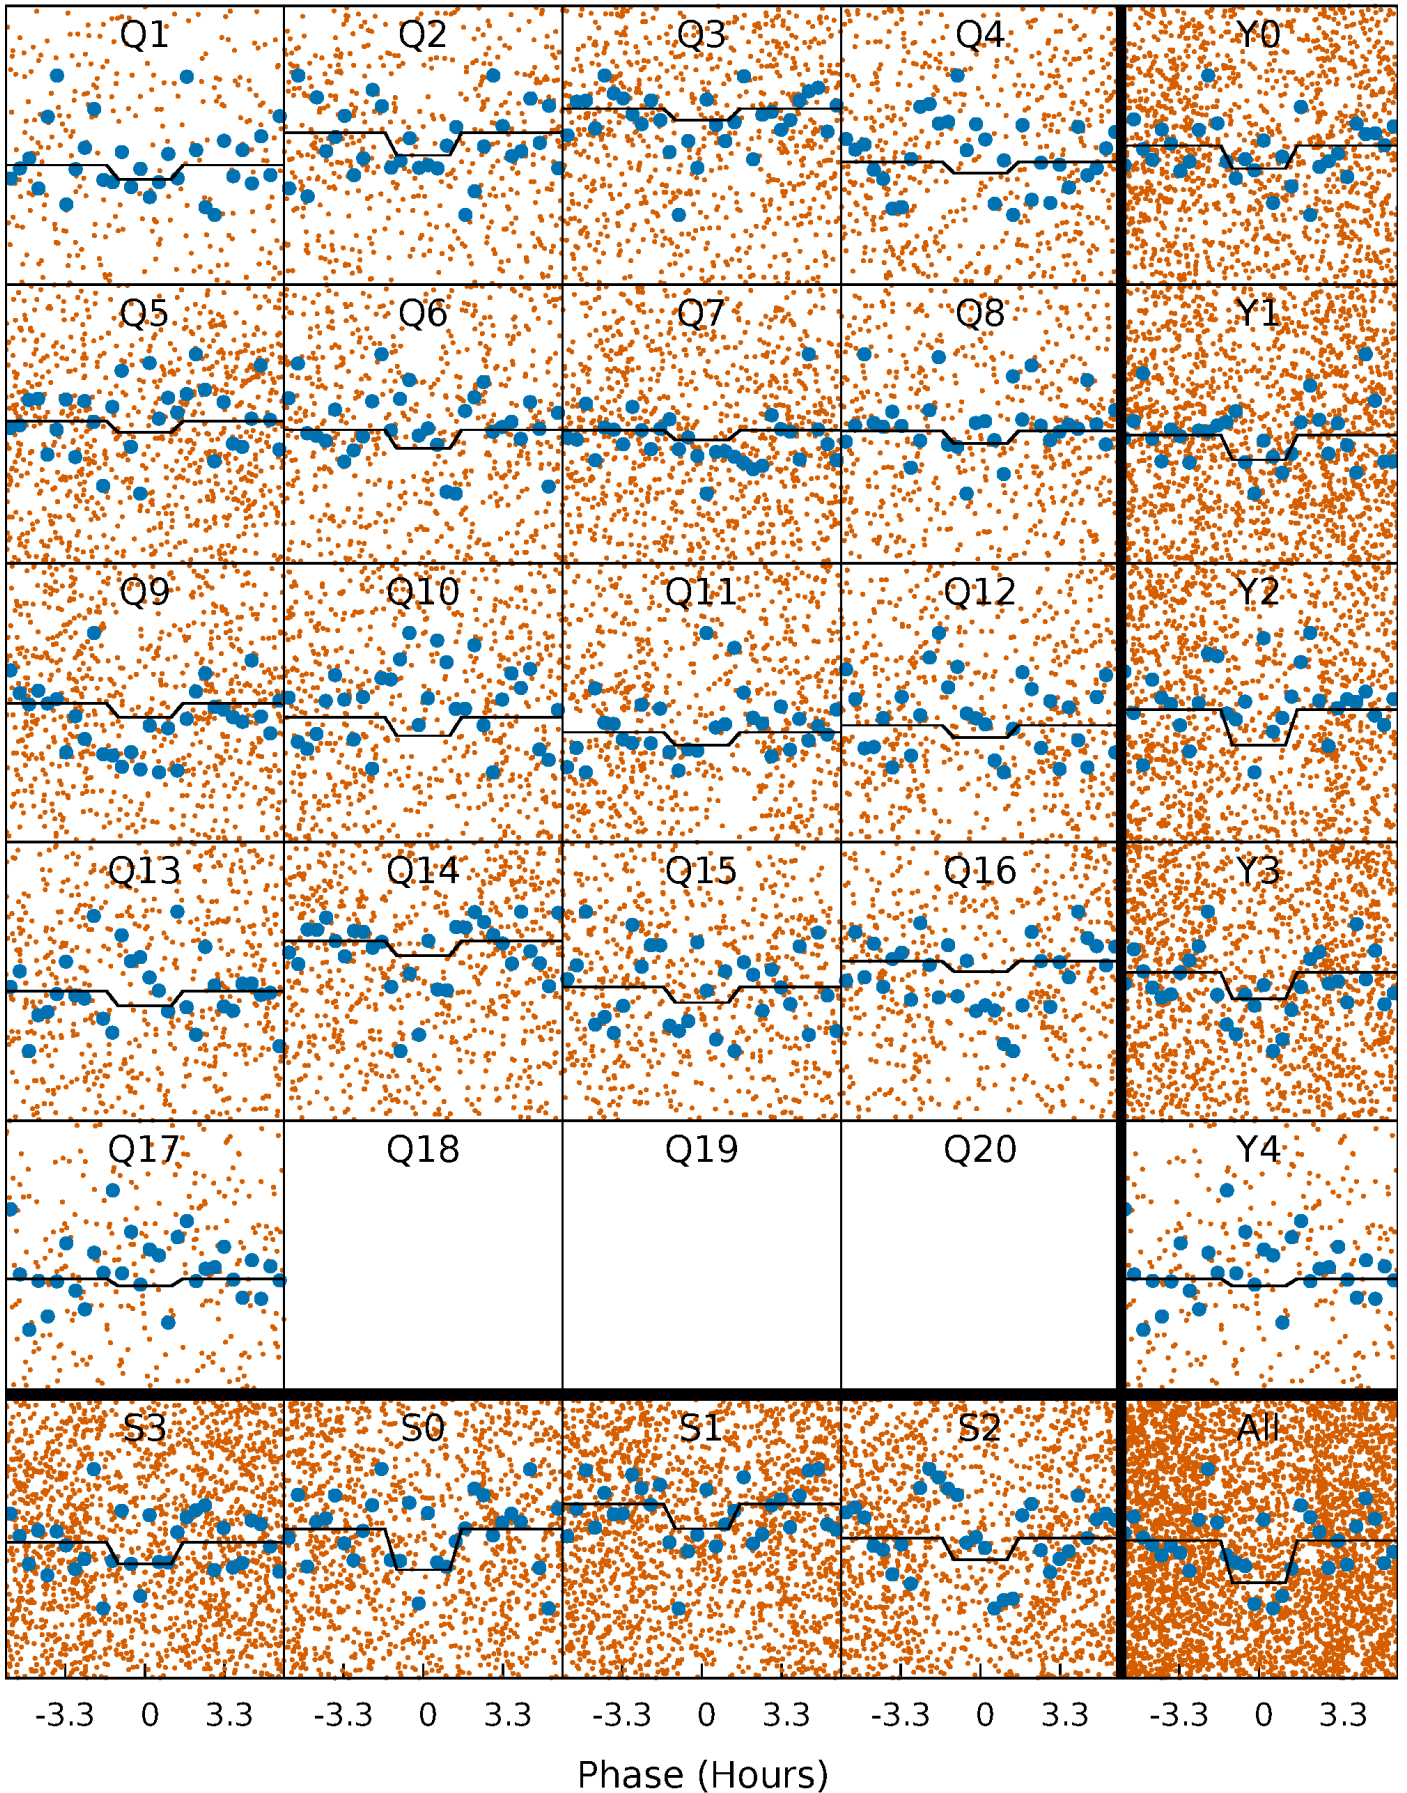 Q1 Q2 Q3 Q4 Y0
Q5 Q6 Q7 Q8 Y1
Q9 Q10 Q11 Q12 Y2
Q13 Q14 Q15 Q16 Y3
Q17 Q18 Q19 Q20 Y4
S3 S0 S1 S2 All
-3.3 0 3.3 -3.3 0 3.3 -3.3 0 3.3 -3.3 0 3.3 -3.3 0 3.3
Phase (Hours)